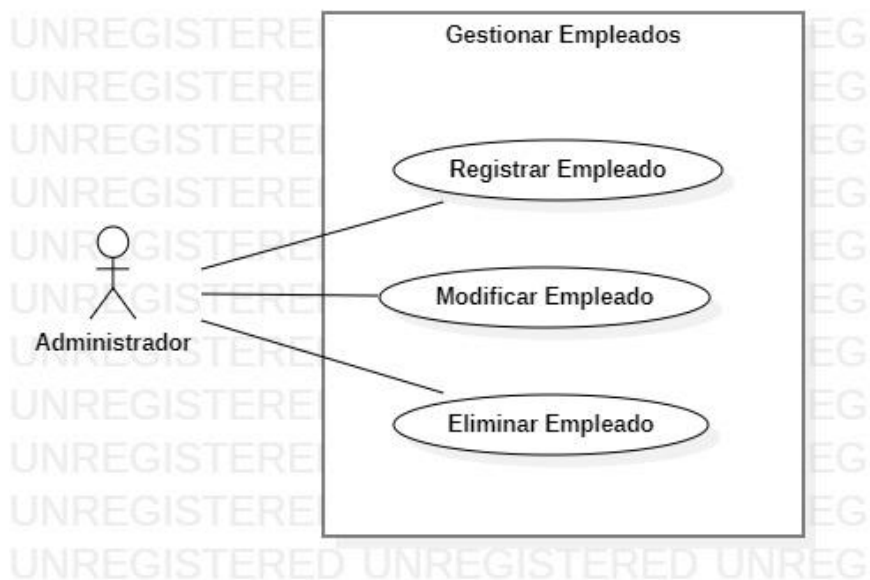 Gestionar Empleados
Registrar Empleado
Modificar Empleado
Administrador
Eliminar Empleado
UNREGISTERED UNREGISTERED UNREG